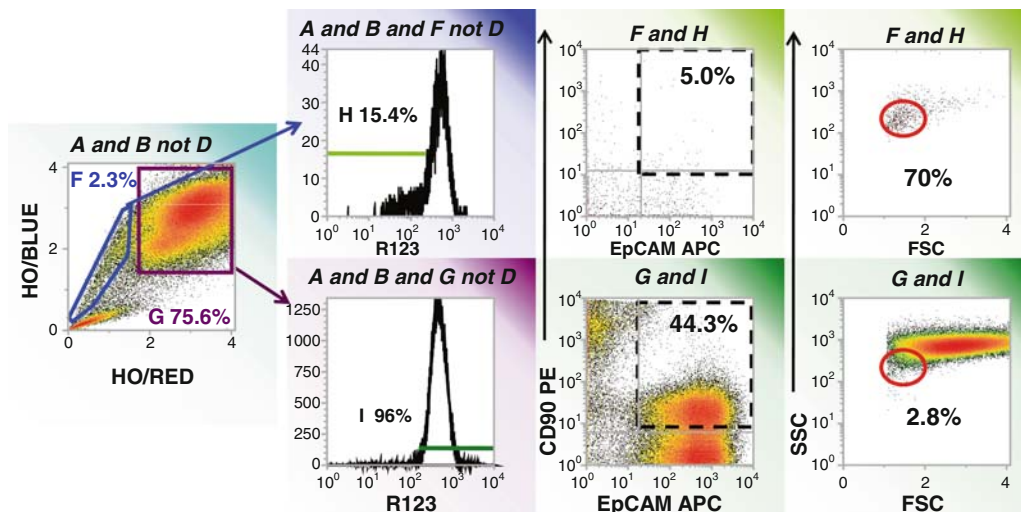 A and B not D
F 2.3%
G 75.6%
HO/BLUE
4
2
0
0 2 4
HO/RED
A and B and F not D
44
40
30
20
10
0
H 15.4%
10^0 10^1 10^2 10^3 10^4
R123
F and H
5.0%
10^4
10^3
10^2
10^1
10^0
10^0 10^1 10^2 10^3 10^4
EpCAM APC
F and H
10^4
10^3
10^2
10^1
10^0
70%
0 2 4
FSC
A and B and G not D
1250
1000
750
500
250
0
I 96%
10^0 10^1 10^2 10^3 10^4
R123
G and I
44.3%
CD90 PE
10^4
10^3
10^2
10^1
10^0
10^0 10^1 10^2 10^3 10^4
EpCAM APC
G and I
SSC
10^4
10^3
10^2
10^1
10^0
2.8%
0 2 4
FSC